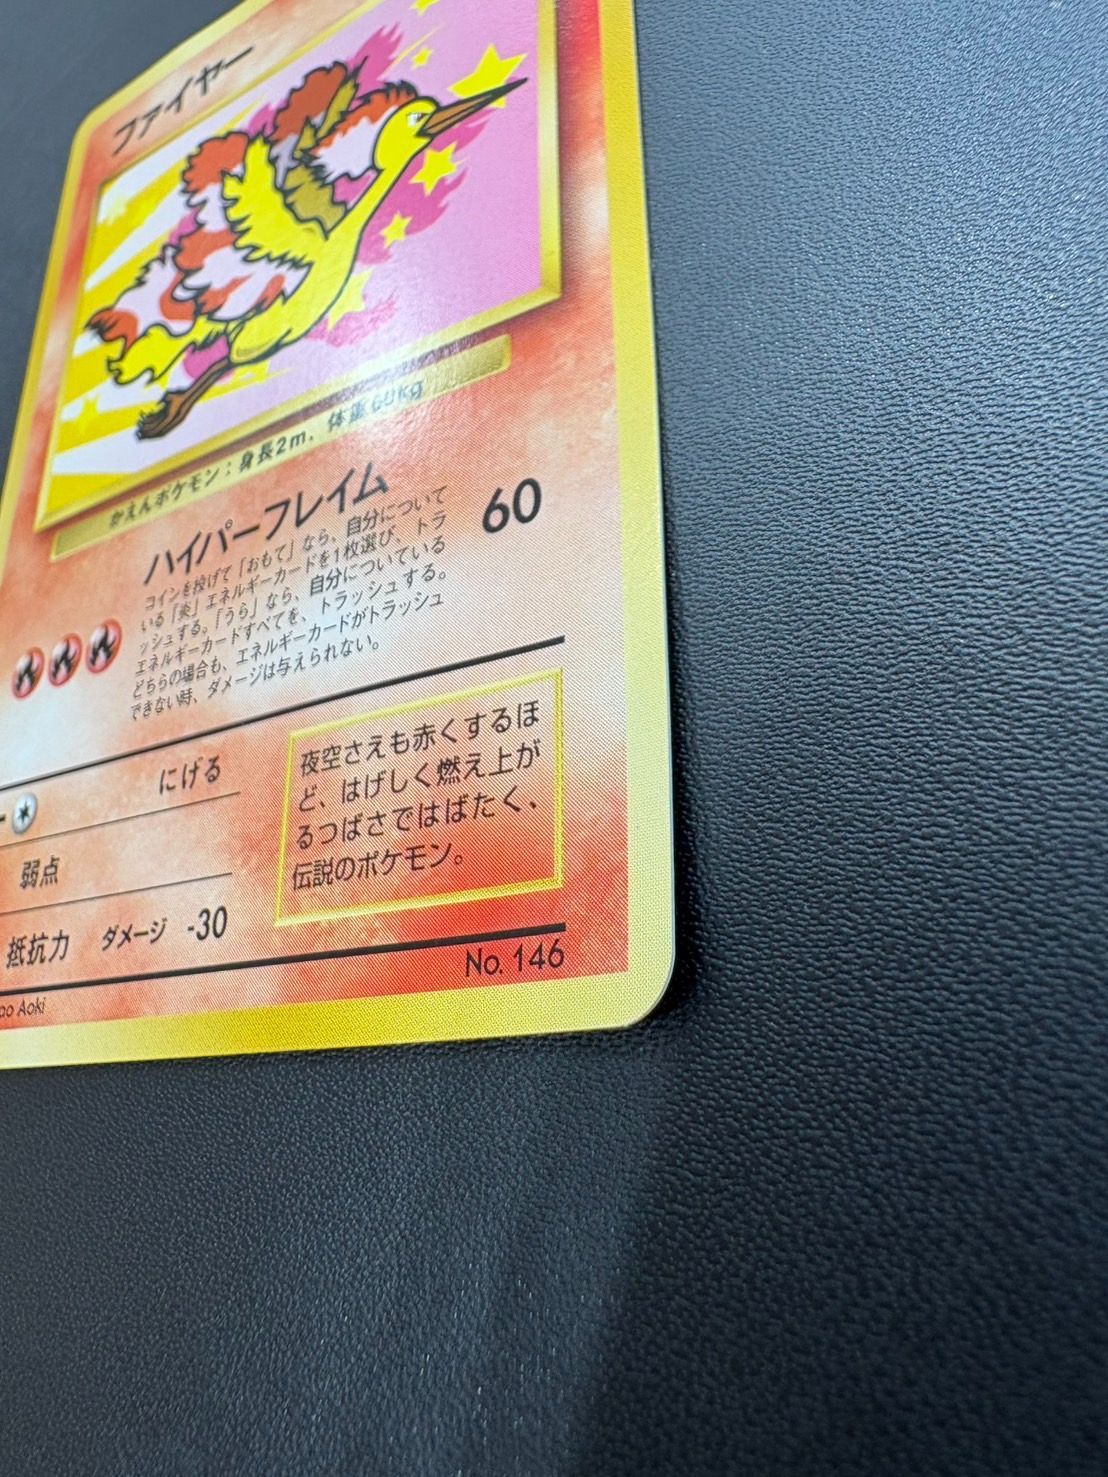 ファイヤー
かえんポケモン：身長2m、体重60kg
ハイパーフレイム 60
コインを投げて「おもて」なら、自分について
いる「炎」エネルギーカードを1枚選び、トラ
ッシュする。「うら」なら、自分についている
エネルギーカードすべてを、トラッシュする。
どちらの場合も、エネルギーカードがトラッシュ
できない時、ダメージは与えられない。
にげる
弱点
抵抗力 ダメージ -30
夜空さえも赤くするほ
ど、はげしく燃え上が
るつばさではばたく、
伝説のポケモン。
No. 146
Aoki